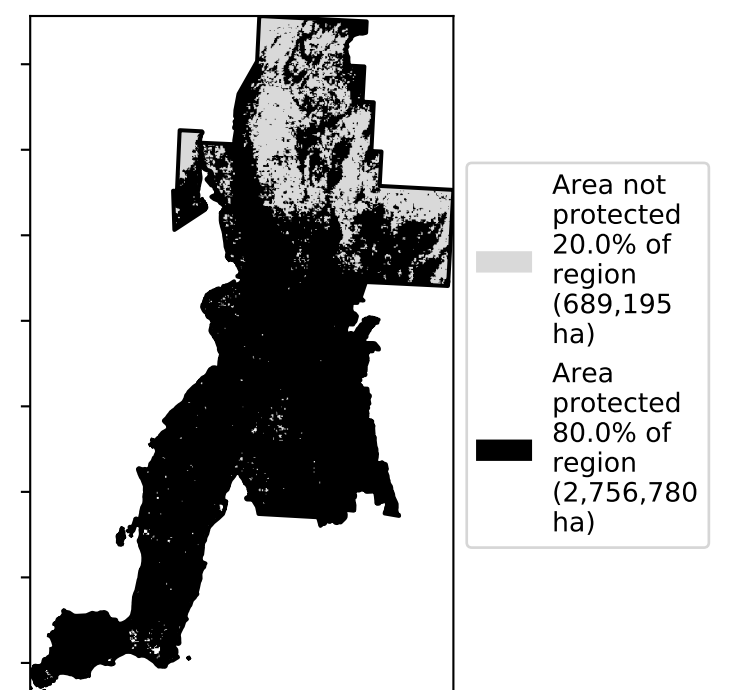 Area not
protected
20.0% of
region
(689,195
ha)
Area
protected
80.0% of
region
(2,756,780
ha)